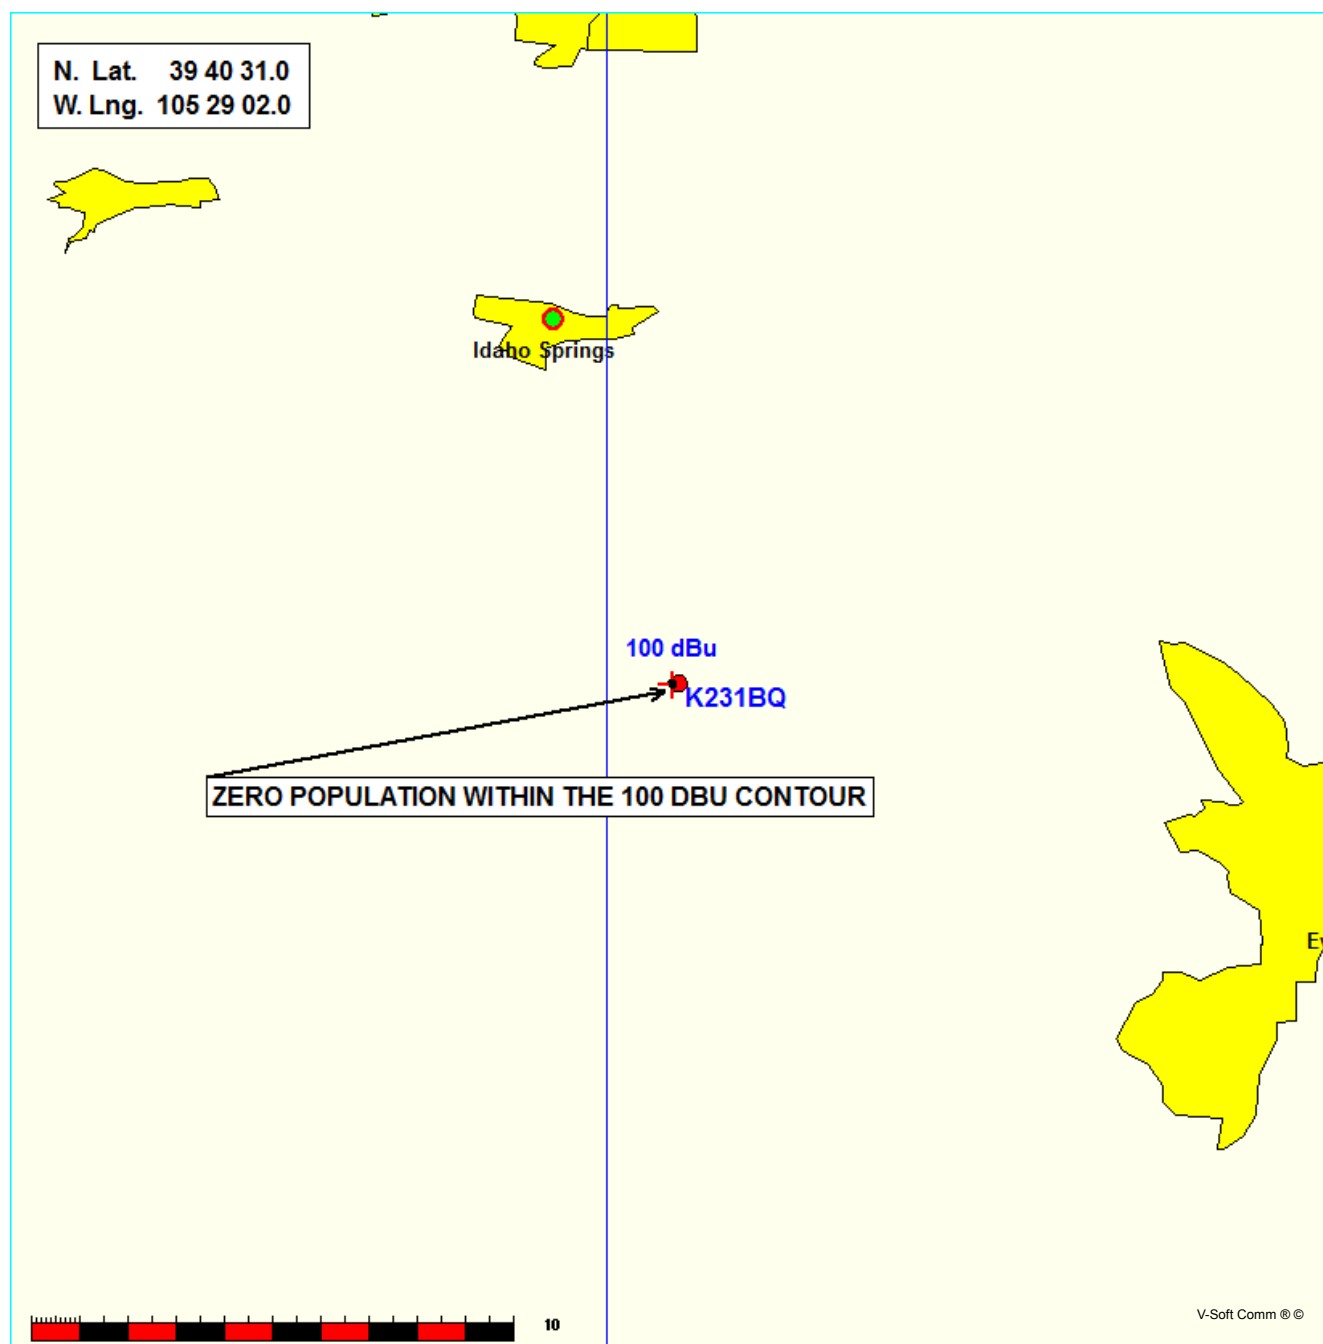 N. Lat. 39 40 31.0
W. Lng. 105 29 02.0
Idaho Springs
100 dBu
K231BQ
ZERO POPULATION WITHIN THE 100 DBU CONTOUR
V-Soft Comm ® ©
10